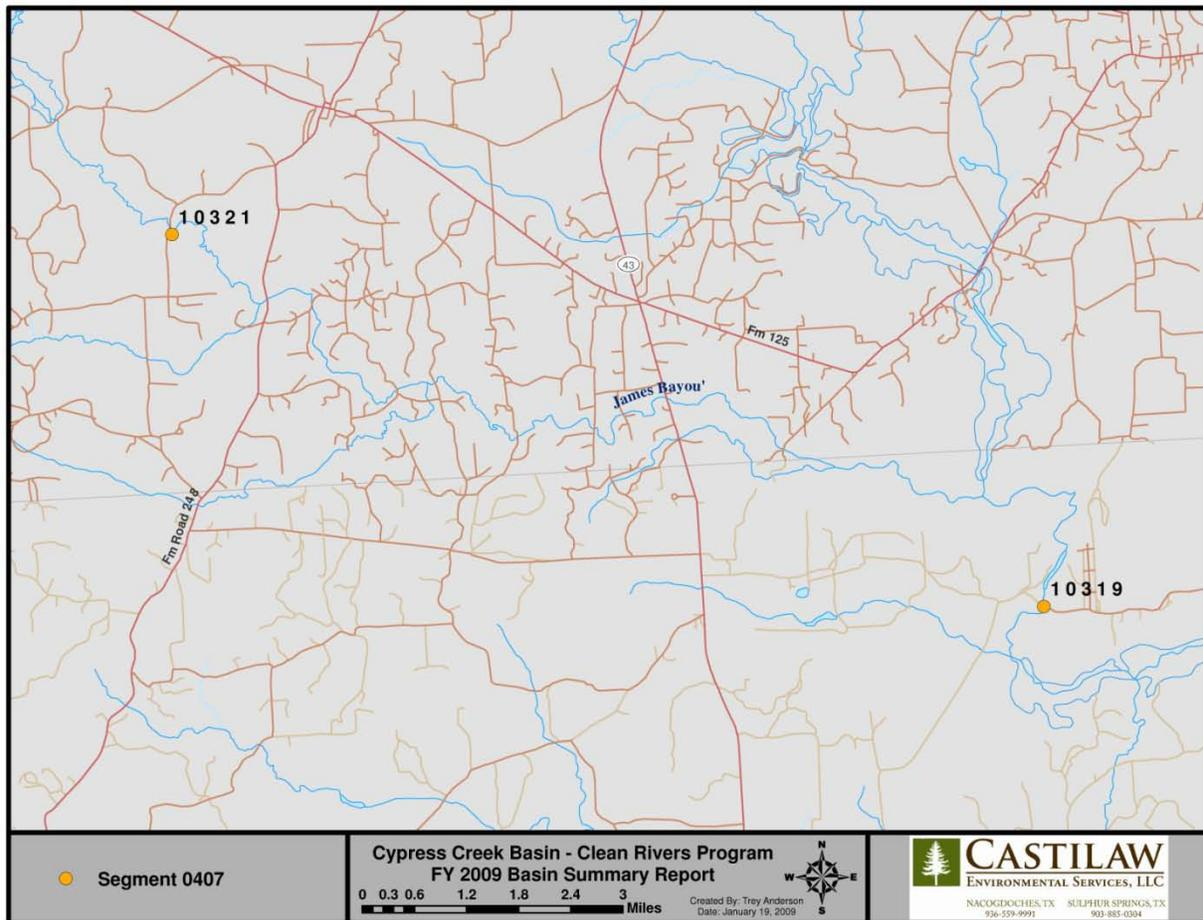 10321
43
Fm 125
James Bayou'
Fm Road 248
10319
Segment 0407
Cypress Creek Basin - Clean Rivers Program
FY 2009 Basin Summary Report
0 0.3 0.6 1.2 1.8 2.4 3
Miles
N
W E
S
Created By: Trey Anderson
Date: January 19, 2009
CASTILAW
ENVIRONMENTAL SERVICES, LLC
NACOGDOCHES, TX SULPHUR SPRINGS, TX
936-559-9991 903-885-0304